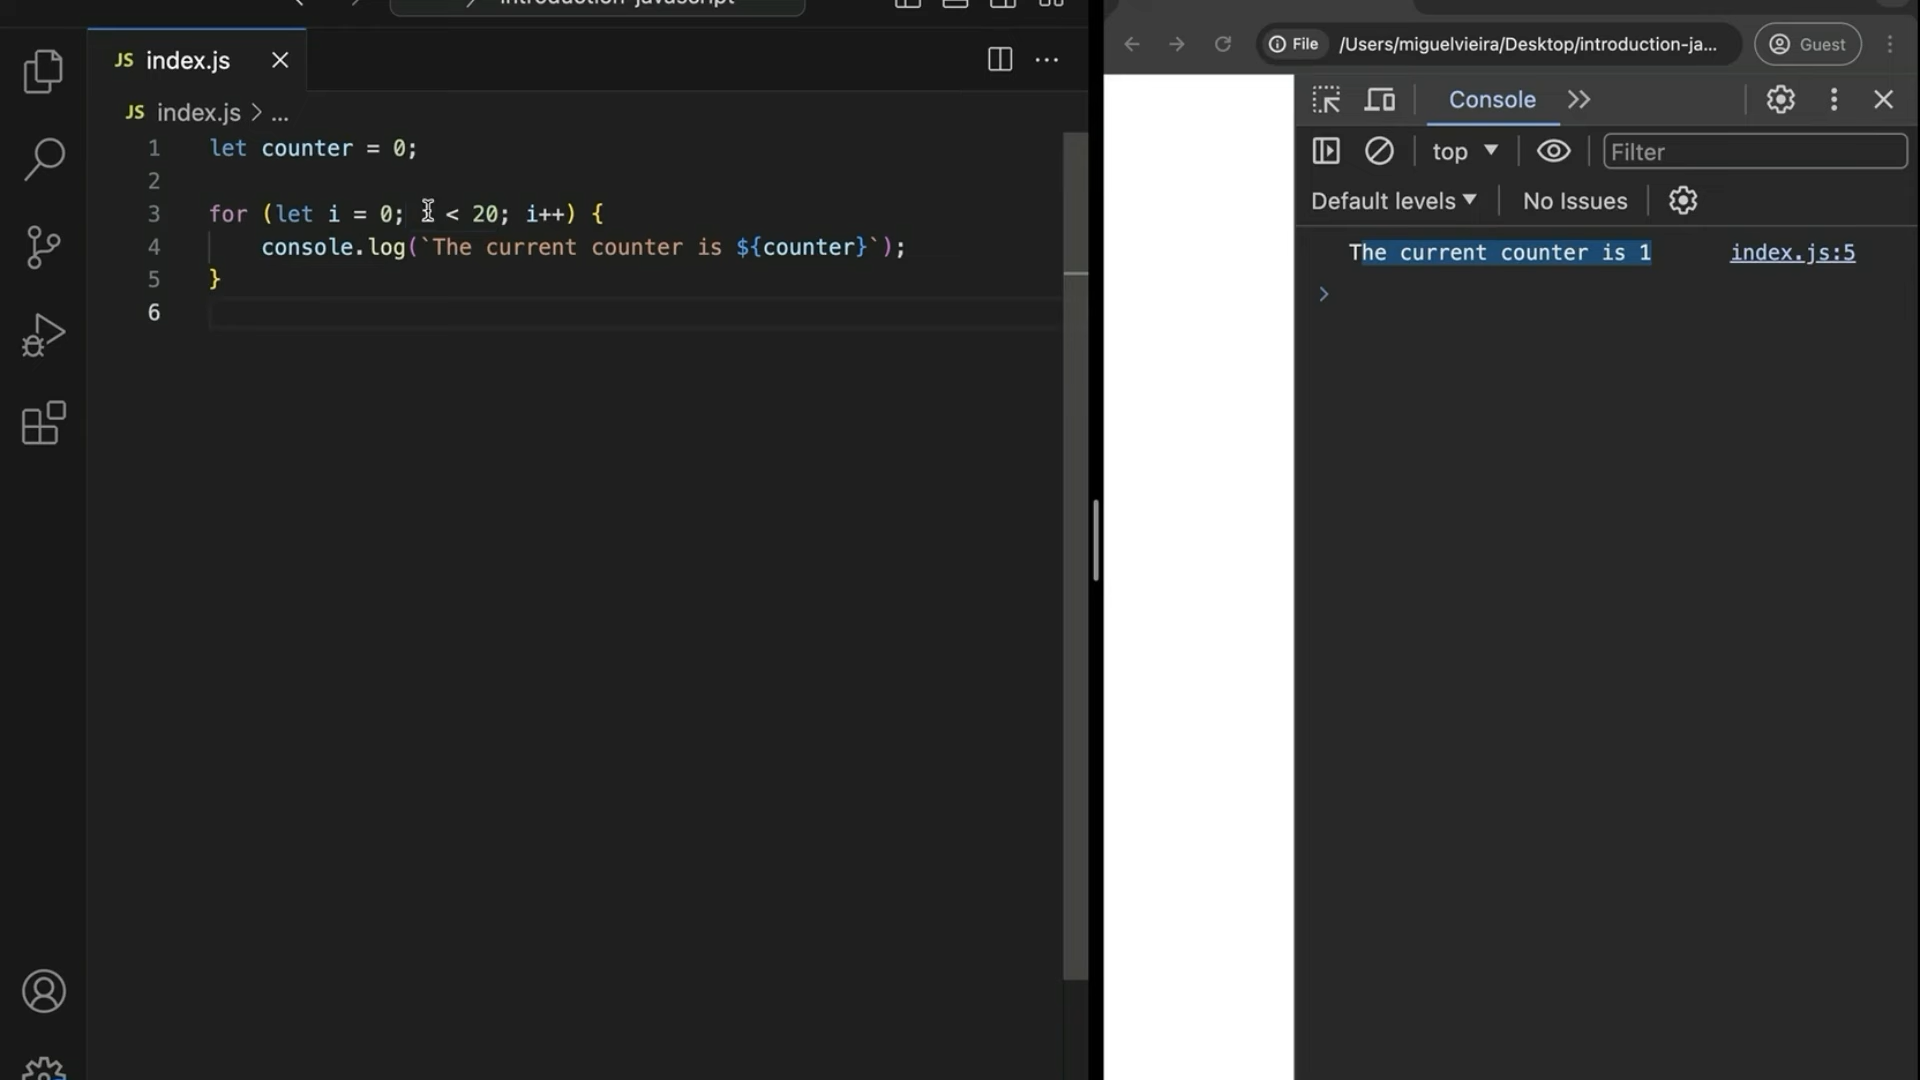 introduction-javascript
JS index.js
JS index.js > ...
1 let counter = 0;
2
3 for (let i = 0; i < 20; i++) {
4 console.log(`The current counter is ${counter}`);
5 }
6
File /Users/miguelvieira/Desktop/introduction-ja... Guest
Console
top Filter
Default levels No Issues
The current counter is 1 index.js:5